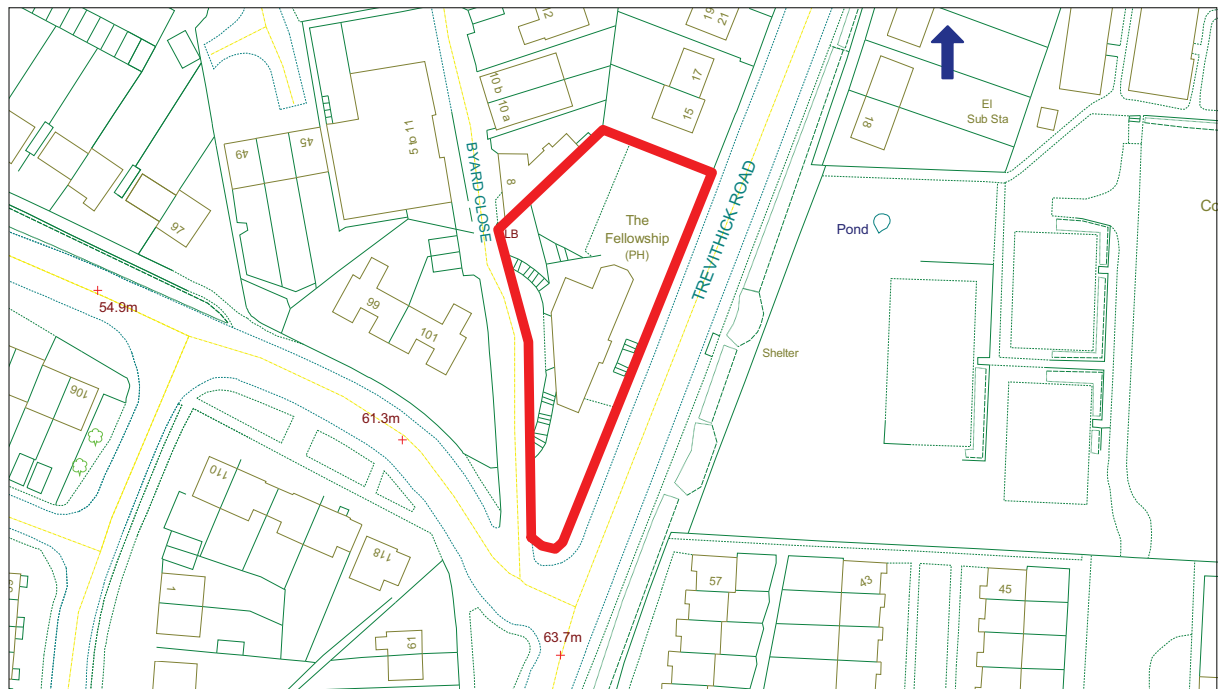 12
19
21
10 b 10 a
17
15
El
Sub Sta
18
5 to 11
49
45
BYARD CLOSE
8
TREVITHICK ROAD
Co
97
LB
The
Fellowship
(PH)
Pond
54.9m
99
101
Shelter
106
61.3m
110
118
1
57
43
45
61
63.7m